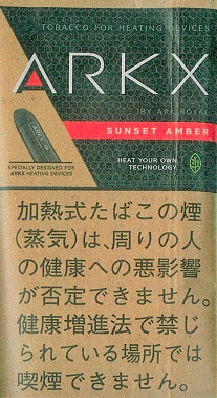 TOBACCO FOR HEATING DEVICES
ARKX
BY ARK ROYAL
SUNSET AMBER
SPECIALLY DESIGNED FOR
ARKX HEATING DEVICES
HEAT YOUR OWN
TECHNOLOGY
加熱式たばこの煙
(蒸気)は、周りの人
の健康への悪影響
が否定できません。
健康増進法で禁じ
られている場所では
喫煙できません。